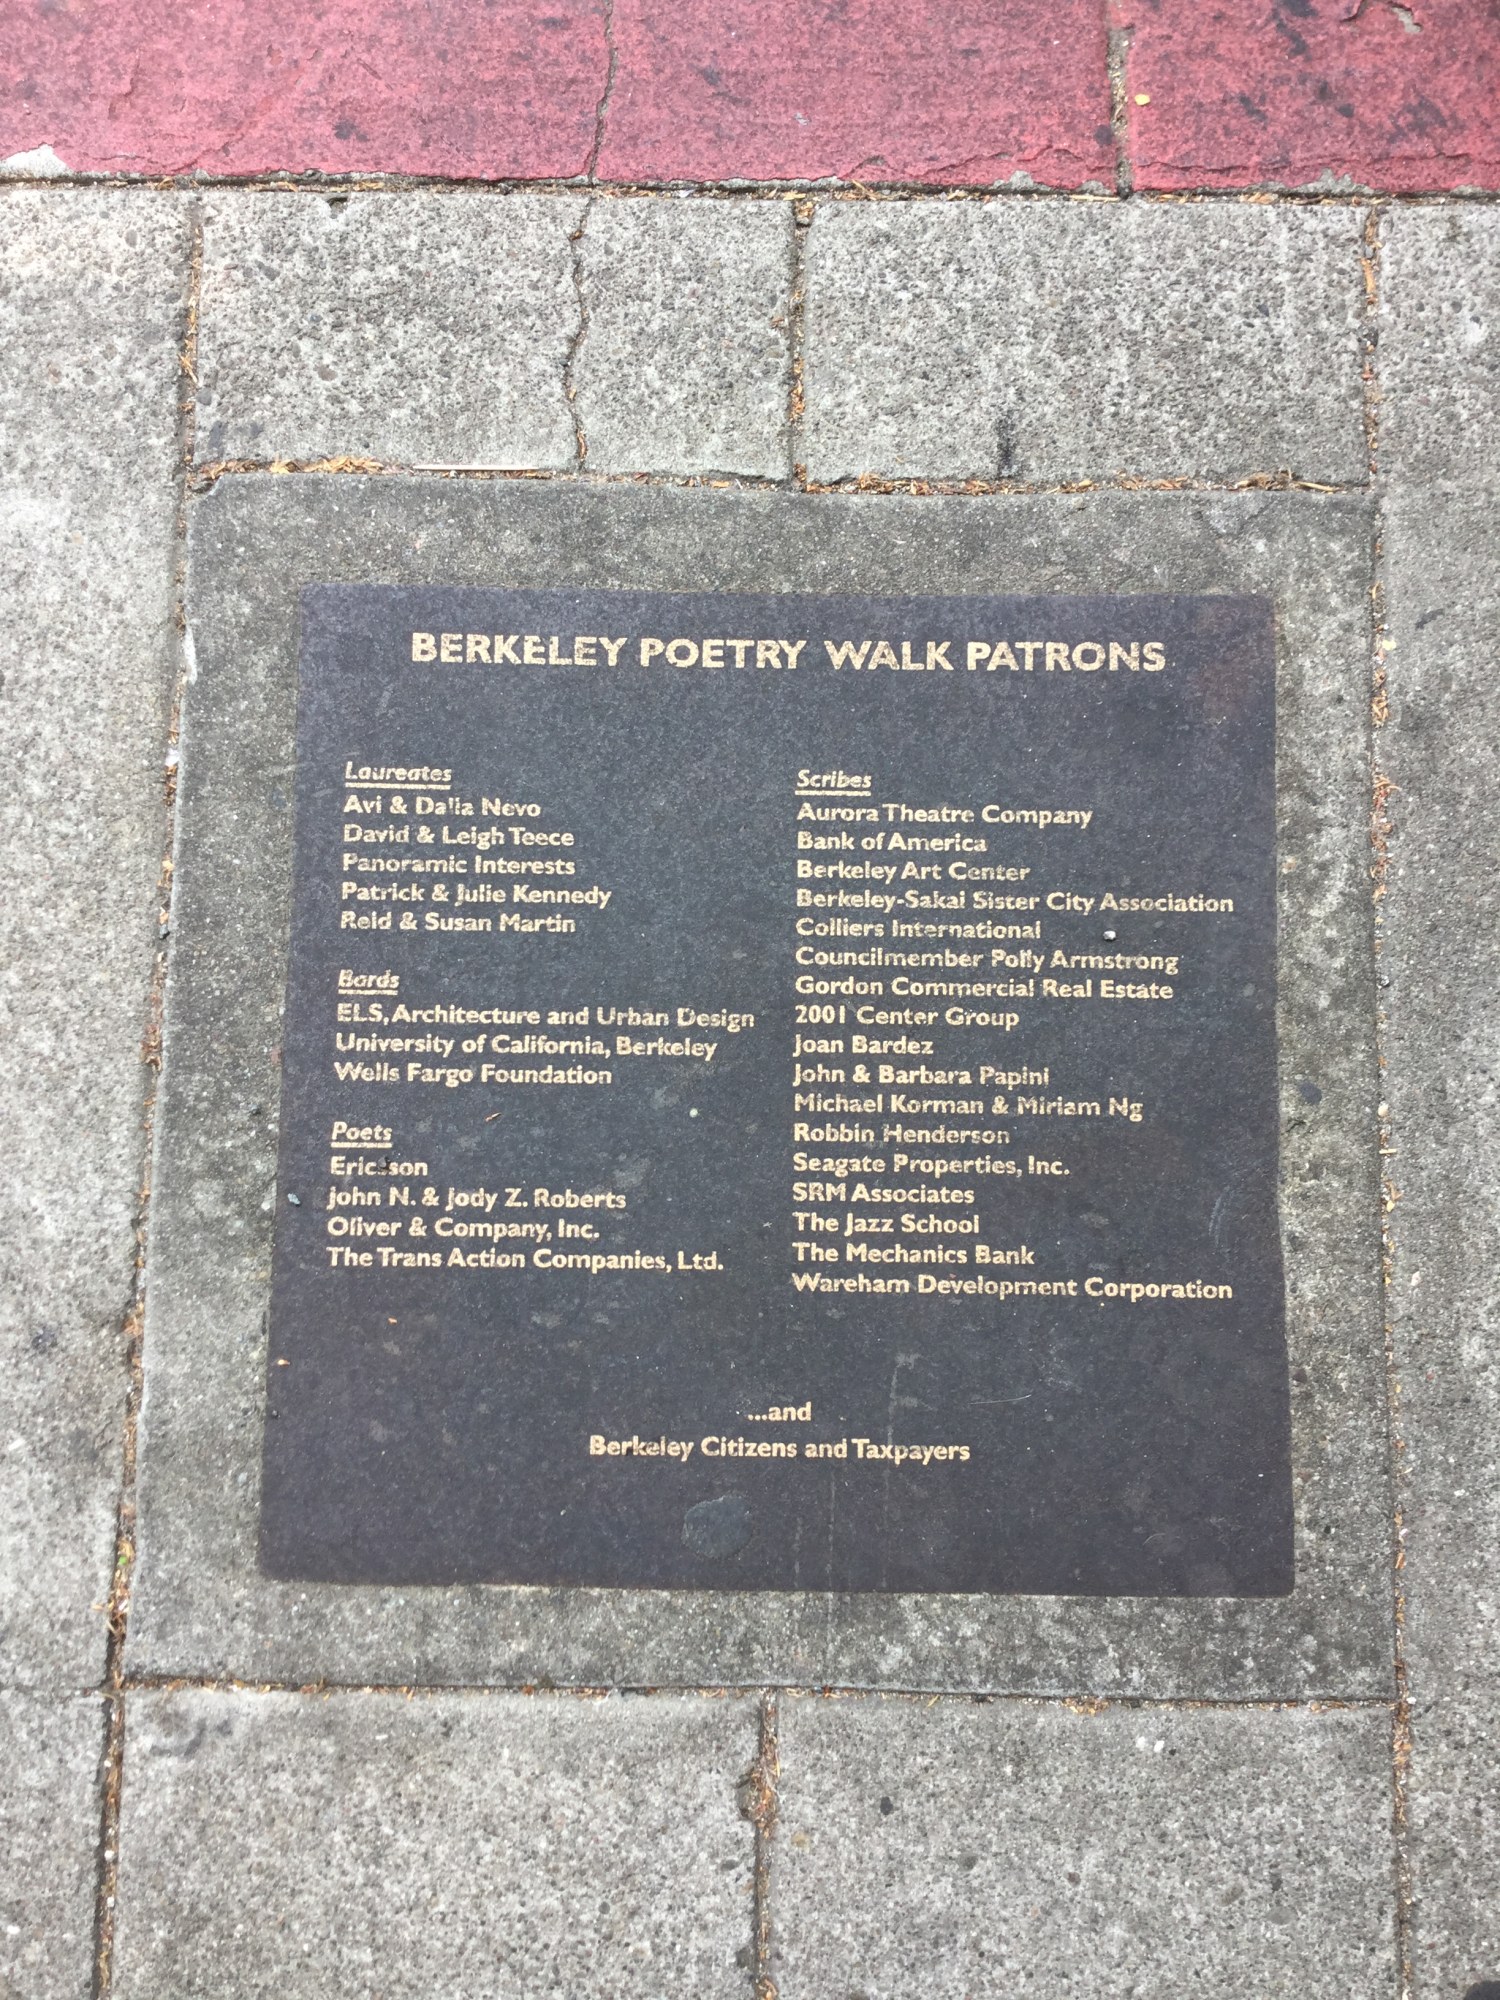 BERKELEY POETRY WALK PATRONS
Laureates
Avi & Dalia Nevo
David & Leigh Teece
Panoramic Interests
Patrick & Julie Kennedy
Reid & Susan Martin
Bards
ELS, Architecture and Urban Design
University of California, Berkeley
Wells Fargo Foundation
Poets
Ericsson
John N. & Jody Z. Roberts
Oliver & Company, Inc.
The Trans Action Companies, Ltd.
Scribes
Aurora Theatre Company
Bank of America
Berkeley Art Center
Berkeley-Sakai Sister City Association
Colliers International
Councilmember Polly Armstrong
Gordon Commercial Real Estate
2001 Center Group
Joan Bardez
John & Barbara Papini
Michael Korman & Miriam Ng
Robbin Henderson
Seagate Properties, Inc.
SRM Associates
The Jazz School
The Mechanics Bank
Wareham Development Corporation
...and
Berkeley Citizens and Taxpayers